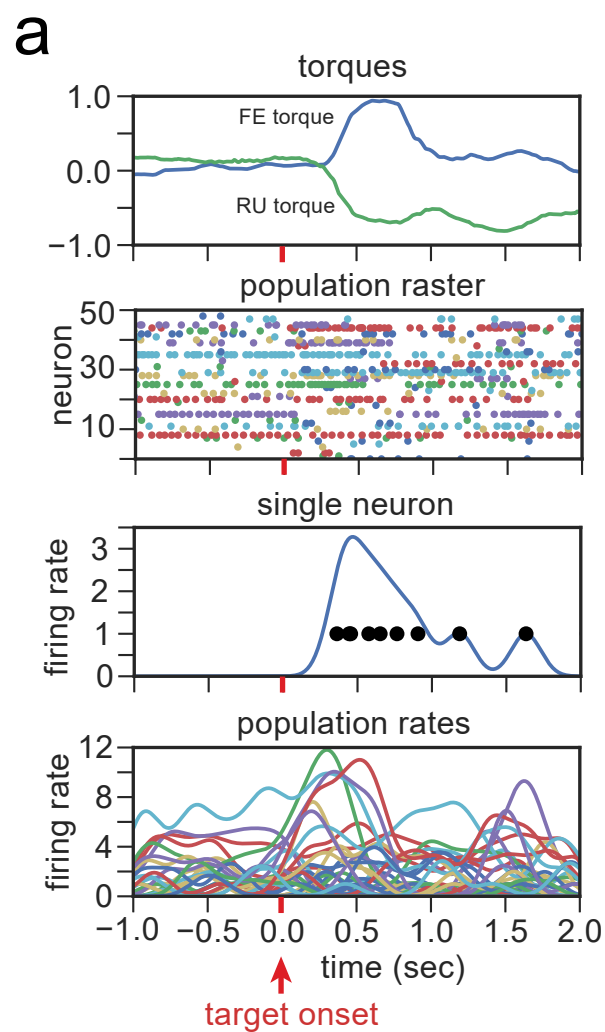 a
torques
1.0
FE torque
0.0
RU torque
−1.0
population raster
50
30
10
neuron
single neuron
3
2
1
0
firing rate
population rates
12
8
4
0
firing rate
−1.0 −0.5 0.0 0.5 1.0 1.5 2.0
time (sec)
target onset